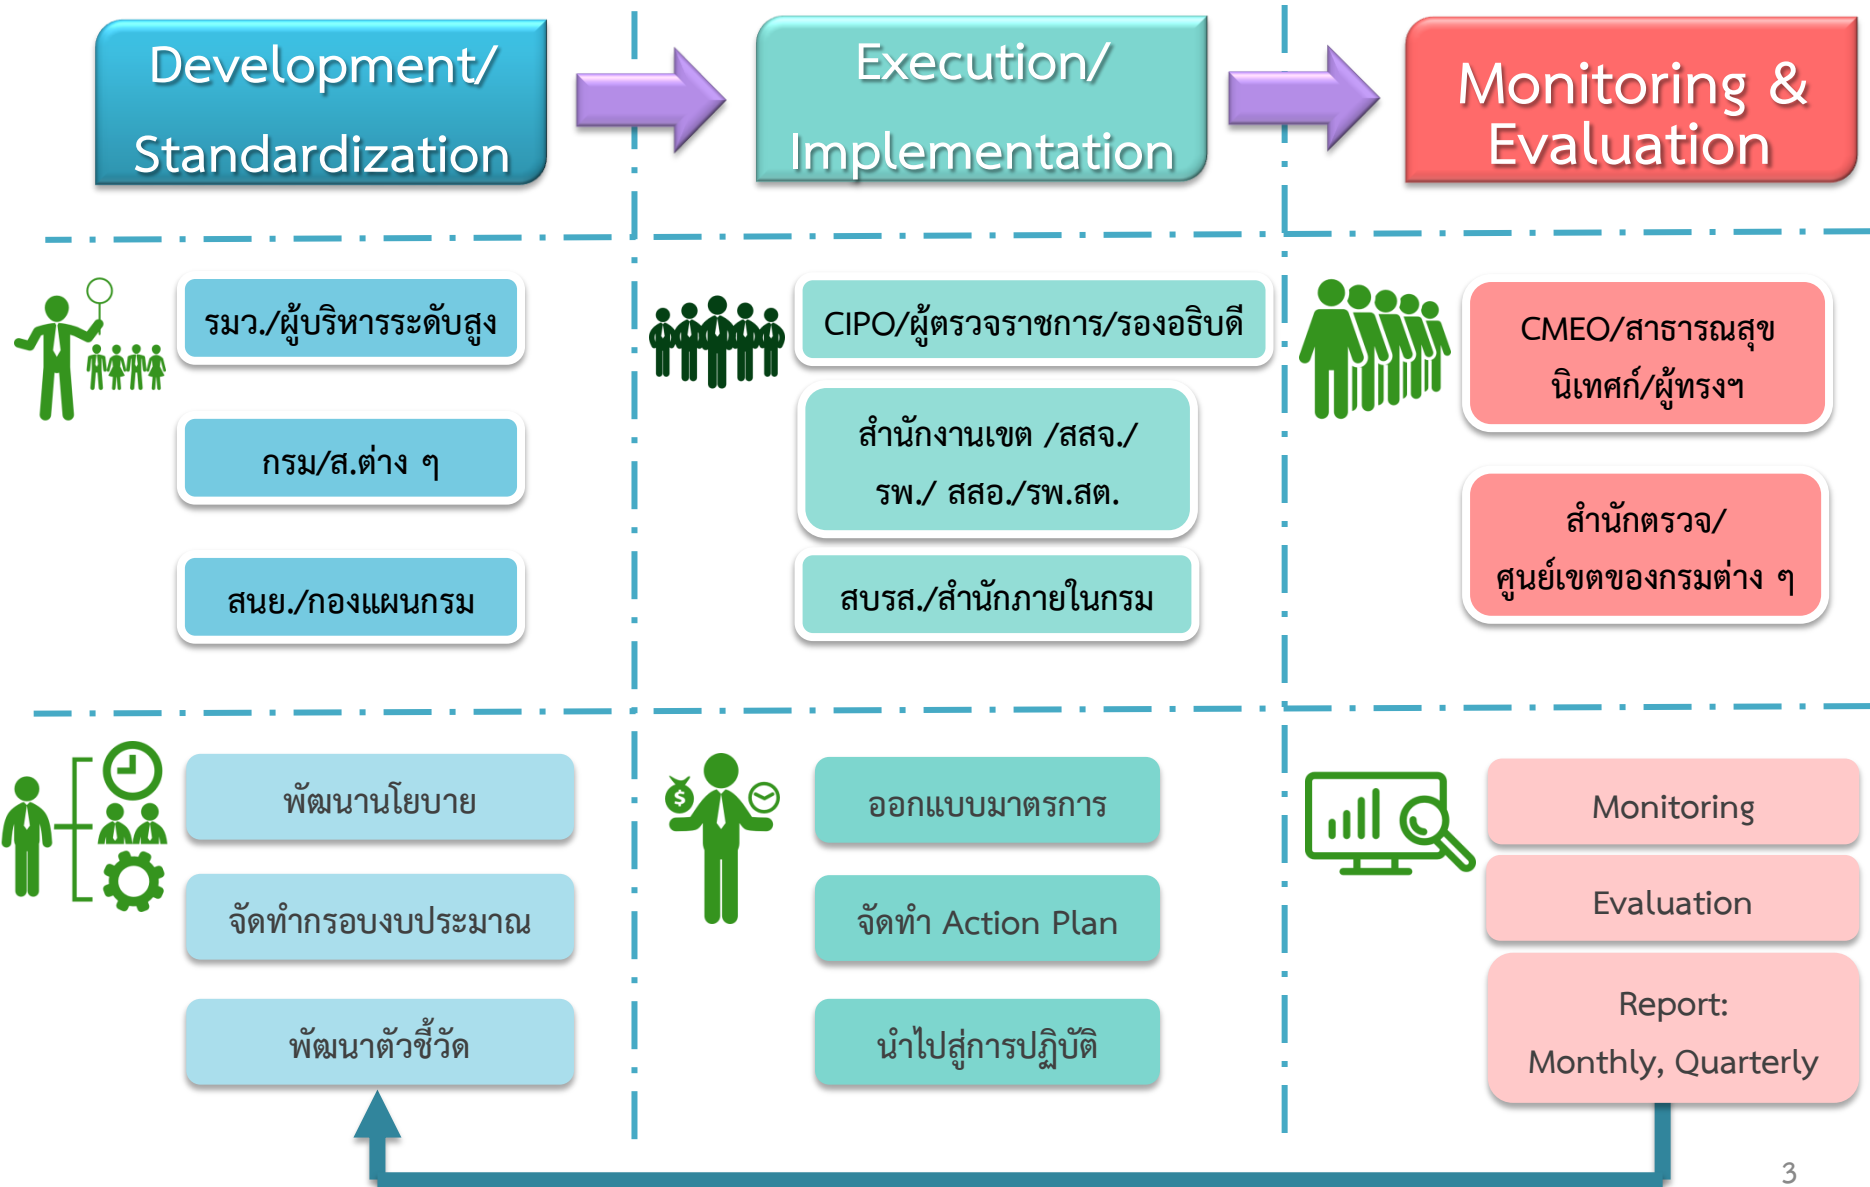 Development/
Standardization
Execution/
Implementation
Monitoring &
Evaluation
รมว./ผู้บริหารระดับสูง
กรม/ส.ต่าง ๆ
สนย./กองแผนกรม
CIPO/ผู้ตรวจราชการ/รองอธิบดี
สำนักงานเขต /สสจ./
รพ./ สสอ./รพ.สต.
สบรส./สำนักภายในกรม
CMEO/สาธารณสุข
นิเทศก์/ผู้ทรงฯ
สำนักตรวจ/
ศูนย์เขตของกรมต่าง ๆ
พัฒนานโยบาย
จัดทำกรอบงบประมาณ
พัฒนาตัวชี้วัด
$
ออกแบบมาตรการ
จัดทำ Action Plan
นำไปสู่การปฏิบัติ
Monitoring
Evaluation
Report:
Monthly, Quarterly
3